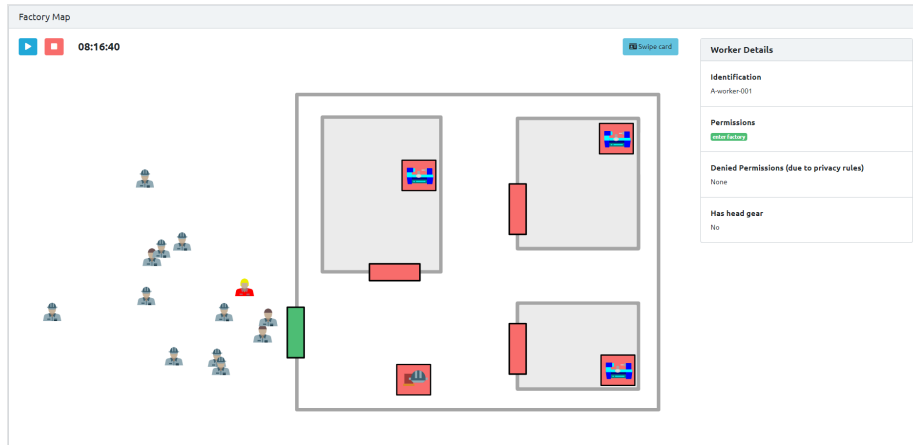 Factory Map
08:16:40
Swipe card
Worker Details
Identification
A-worker-001
Permissions
enter factory
Denied Permissions (due to privacy rules)
None
Has head gear
No